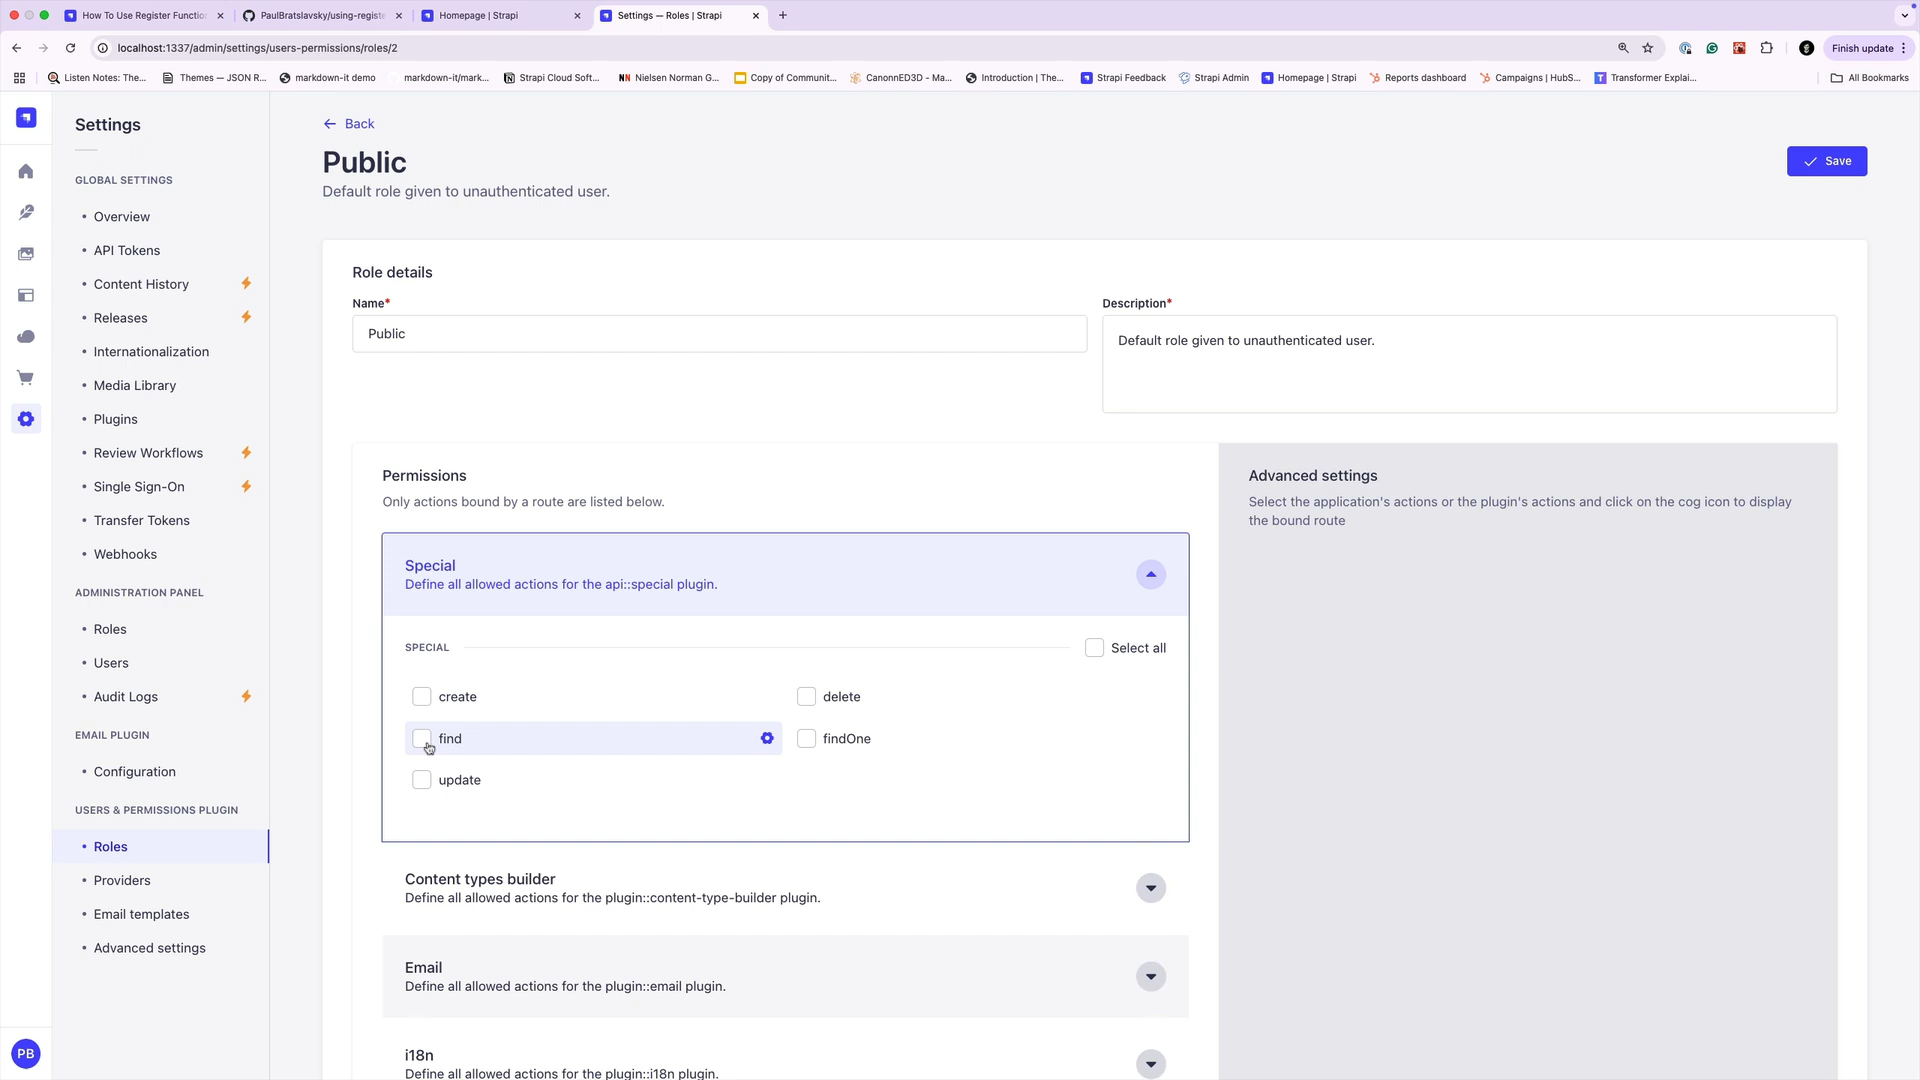 How To Use Register Functio
PaulBratslavsky/using-registe
Homepage | Strapi
Settings — Roles | Strapi
localhost:1337/admin/settings/users-permissions/roles/2
Finish update
Listen Notes: The...
Themes — JSON R...
markdown-it demo
markdown-it/mark...
Strapi Cloud Soft...
Nielsen Norman G...
Copy of Communit...
CanonnED3D - Ma...
Introduction | The...
Strapi Feedback
Strapi Admin
Homepage | Strapi
Reports dashboard
Campaigns | HubS...
Transformer Explai...
All Bookmarks
Settings
GLOBAL SETTINGS
Overview
API Tokens
Content History
Releases
Internationalization
Media Library
Plugins
Review Workflows
Single Sign-On
Transfer Tokens
Webhooks
ADMINISTRATION PANEL
Roles
Users
Audit Logs
EMAIL PLUGIN
Configuration
USERS & PERMISSIONS PLUGIN
Roles
Providers
Email templates
Advanced settings
PB
Back
Public
Default role given to unauthenticated user.
Save
Role details
Name*
Public
Description*
Default role given to unauthenticated user.
Permissions
Only actions bound by a route are listed below.
Special
Define all allowed actions for the api::special plugin.
SPECIAL
Select all
create
delete
find
findOne
update
Content types builder
Define all allowed actions for the plugin::content-type-builder plugin.
Email
Define all allowed actions for the plugin::email plugin.
i18n
Define all allowed actions for the plugin::i18n plugin.
Advanced settings
Select the application's actions or the plugin's actions and click on the cog icon to display
the bound route